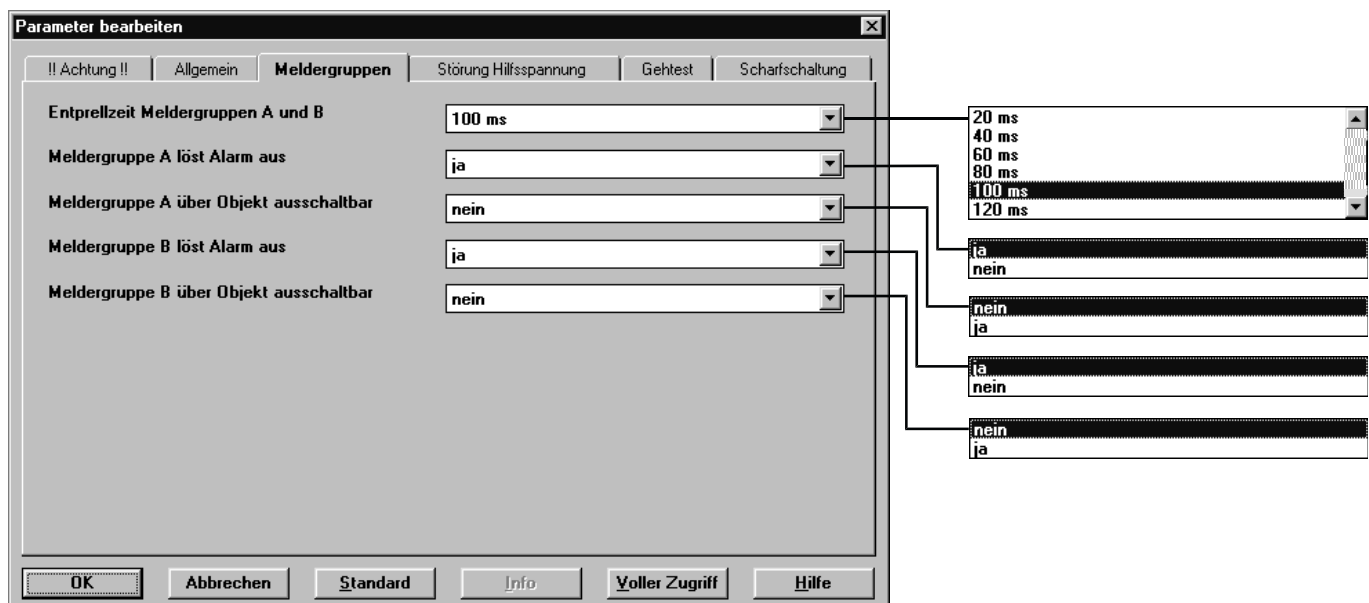 Parameter bearbeiten
!! Achtung !! Allgemein Meldergruppen Störung Hilfsspannung Gehtest Scharfschaltung
Entprellzeit Meldergruppen A und B 100 ms
Meldergruppe A löst Alarm aus ja
Meldergruppe A über Objekt ausschaltbar nein
Meldergruppe B löst Alarm aus ja
Meldergruppe B über Objekt ausschaltbar nein
20 ms
40 ms
60 ms
80 ms
100 ms
120 ms
ja
nein
nein
ja
ja
nein
nein
ja
OK Abbrechen Standard Info Voller Zugriff Hilfe